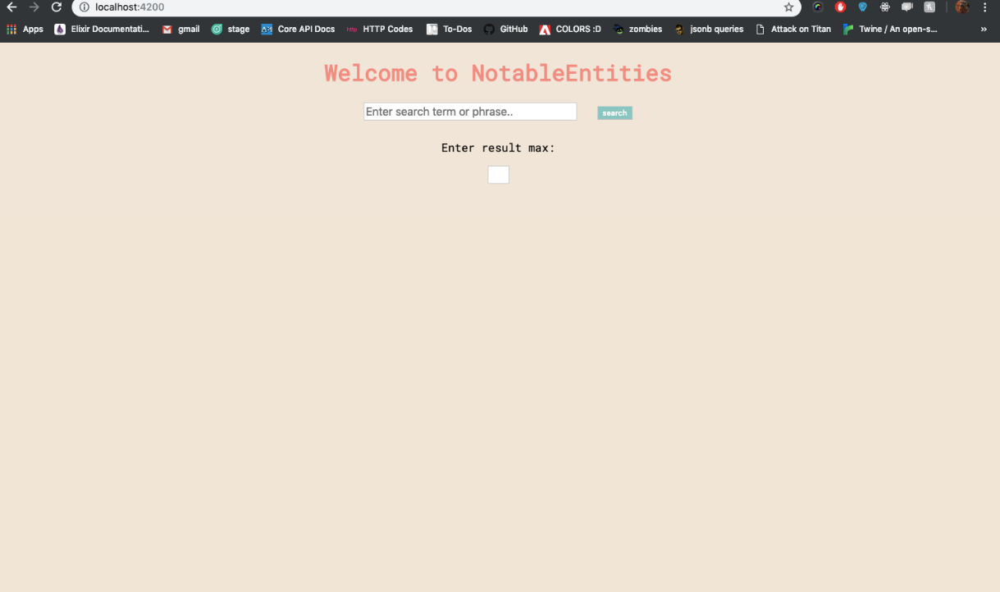 localhost:4200
Apps Elixir Documentati... gmail stage Core API Docs http HTTP Codes To-Dos GitHub COLORS :D zombies jsonb queries Attack on Titan Twine / An open-s... »
Welcome to NotableEntities
Enter search term or phrase.. search
Enter result max: